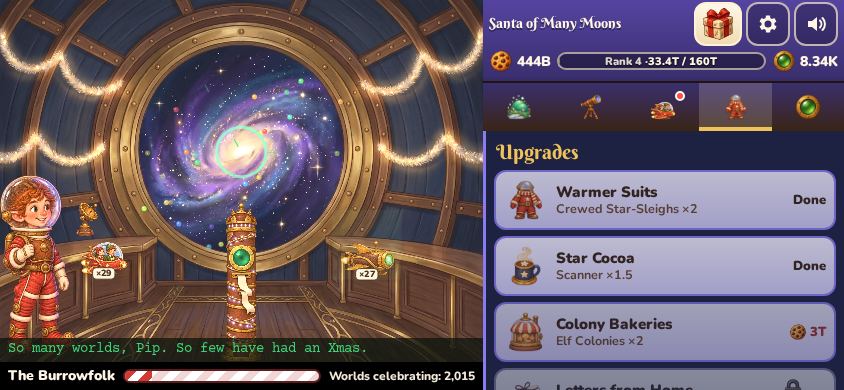 Santa of Many Moons
444B
Rank 4 · 33.4T / 160T
8.34K
Upgrades
Warmer Suits
Crewed Star-Sleighs ×2
Done
Star Cocoa
Scanner ×1.5
Done
Colony Bakeries
Elf Colonies ×2
3T
Letters from Home
×29
×27
So many worlds, Pip. So few have had an Xmas.
The Burrowfolk
Worlds celebrating: 2,015